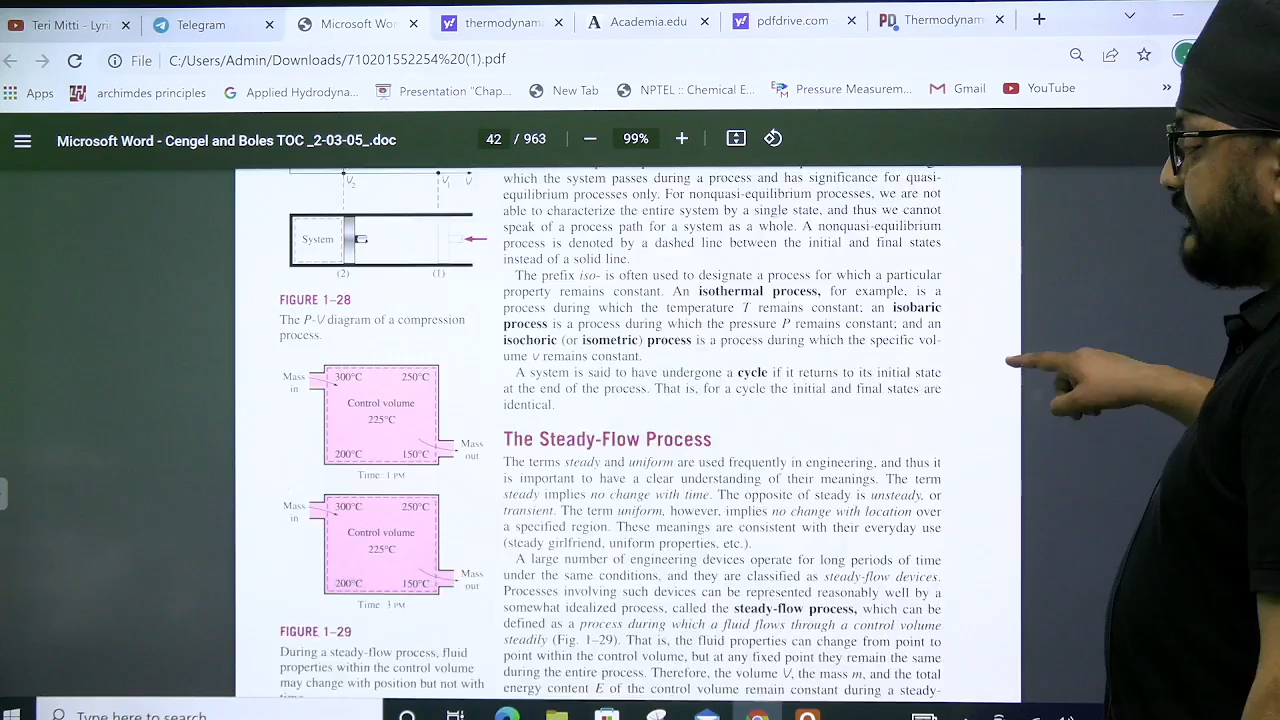 Teri Mitti - Lyri
Telegram
Microsoft Wor
thermodynam
Academia.edu
pdfdrive.com
Thermodynam
File
C:/Users/Admin/Downloads/710201552254%20(1).pdf
Apps
archimdes principles
Applied Hydrodyna...
Presentation "Chap...
New Tab
NPTEL :: Chemical E...
Pressure Measurem...
Gmail
YouTube
»
Microsoft Word - Cengel and Boles TOC _2-03-05_.doc
42 / 963
99%
V2
V1
V
System
(2)
(1)
FIGURE 1–28
The P-V diagram of a compression
process.
Mass
in
300°C
250°C
Control volume
225°C
200°C
150°C
Mass
out
Time: 1 PM
Mass
in
300°C
250°C
Control volume
225°C
200°C
150°C
Mass
out
Time: 3 PM
FIGURE 1–29
During a steady-flow process, fluid
properties within the control volume
may change with position but not with
which the system passes during a process and has significance for quasi-
equilibrium processes only. For nonquasi-equilibrium processes, we are not
able to characterize the entire system by a single state, and thus we cannot
speak of a process path for a system as a whole. A nonquasi-equilibrium
process is denoted by a dashed line between the initial and final states
instead of a solid line.
The prefix iso- is often used to designate a process for which a particular
property remains constant. An isothermal process, for example, is a
process during which the temperature T remains constant; an isobaric
process is a process during which the pressure P remains constant; and an
isochoric (or isometric) process is a process during which the specific vol-
ume v remains constant.
A system is said to have undergone a cycle if it returns to its initial state
at the end of the process. That is, for a cycle the initial and final states are
identical.
The Steady-Flow Process
The terms steady and uniform are used frequently in engineering, and thus it
is important to have a clear understanding of their meanings. The term
steady implies no change with time. The opposite of steady is unsteady, or
transient. The term uniform, however, implies no change with location over
a specified region. These meanings are consistent with their everyday use
(steady girlfriend, uniform properties, etc.).
A large number of engineering devices operate for long periods of time
under the same conditions, and they are classified as steady-flow devices.
Processes involving such devices can be represented reasonably well by a
somewhat idealized process, called the steady-flow process, which can be
defined as a process during which a fluid flows through a control volume
steadily (Fig. 1–29). That is, the fluid properties can change from point to
point within the control volume, but at any fixed point they remain the same
during the entire process. Therefore, the volume V, the mass m, and the total
energy content E of the control volume remain constant during a steady-
Type here to search